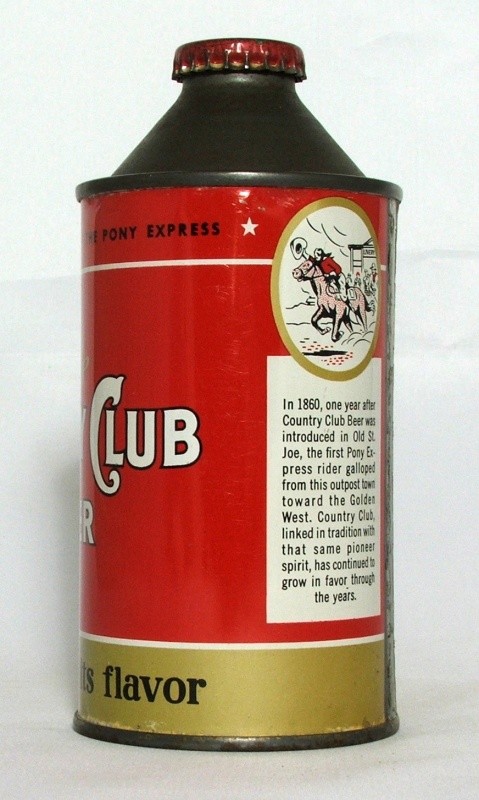 THE PONY EXPRESS ★
CLUB
flavor
In 1860, one year after
Country Club Beer was
introduced in Old St.
Joe, the first Pony Ex-
press rider galloped
from this outpost town
toward the Golden
West. Country Club,
linked in tradition with
that same pioneer
spirit, has continued to
grow in favor through
the years.